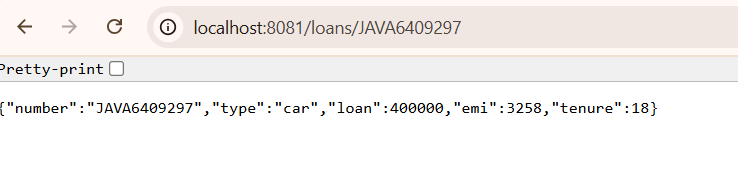 localhost:8081/loans/JAVA6409297
Pretty-print
{"number":"JAVA6409297","type":"car","loan":400000,"emi":3258,"tenure":18}